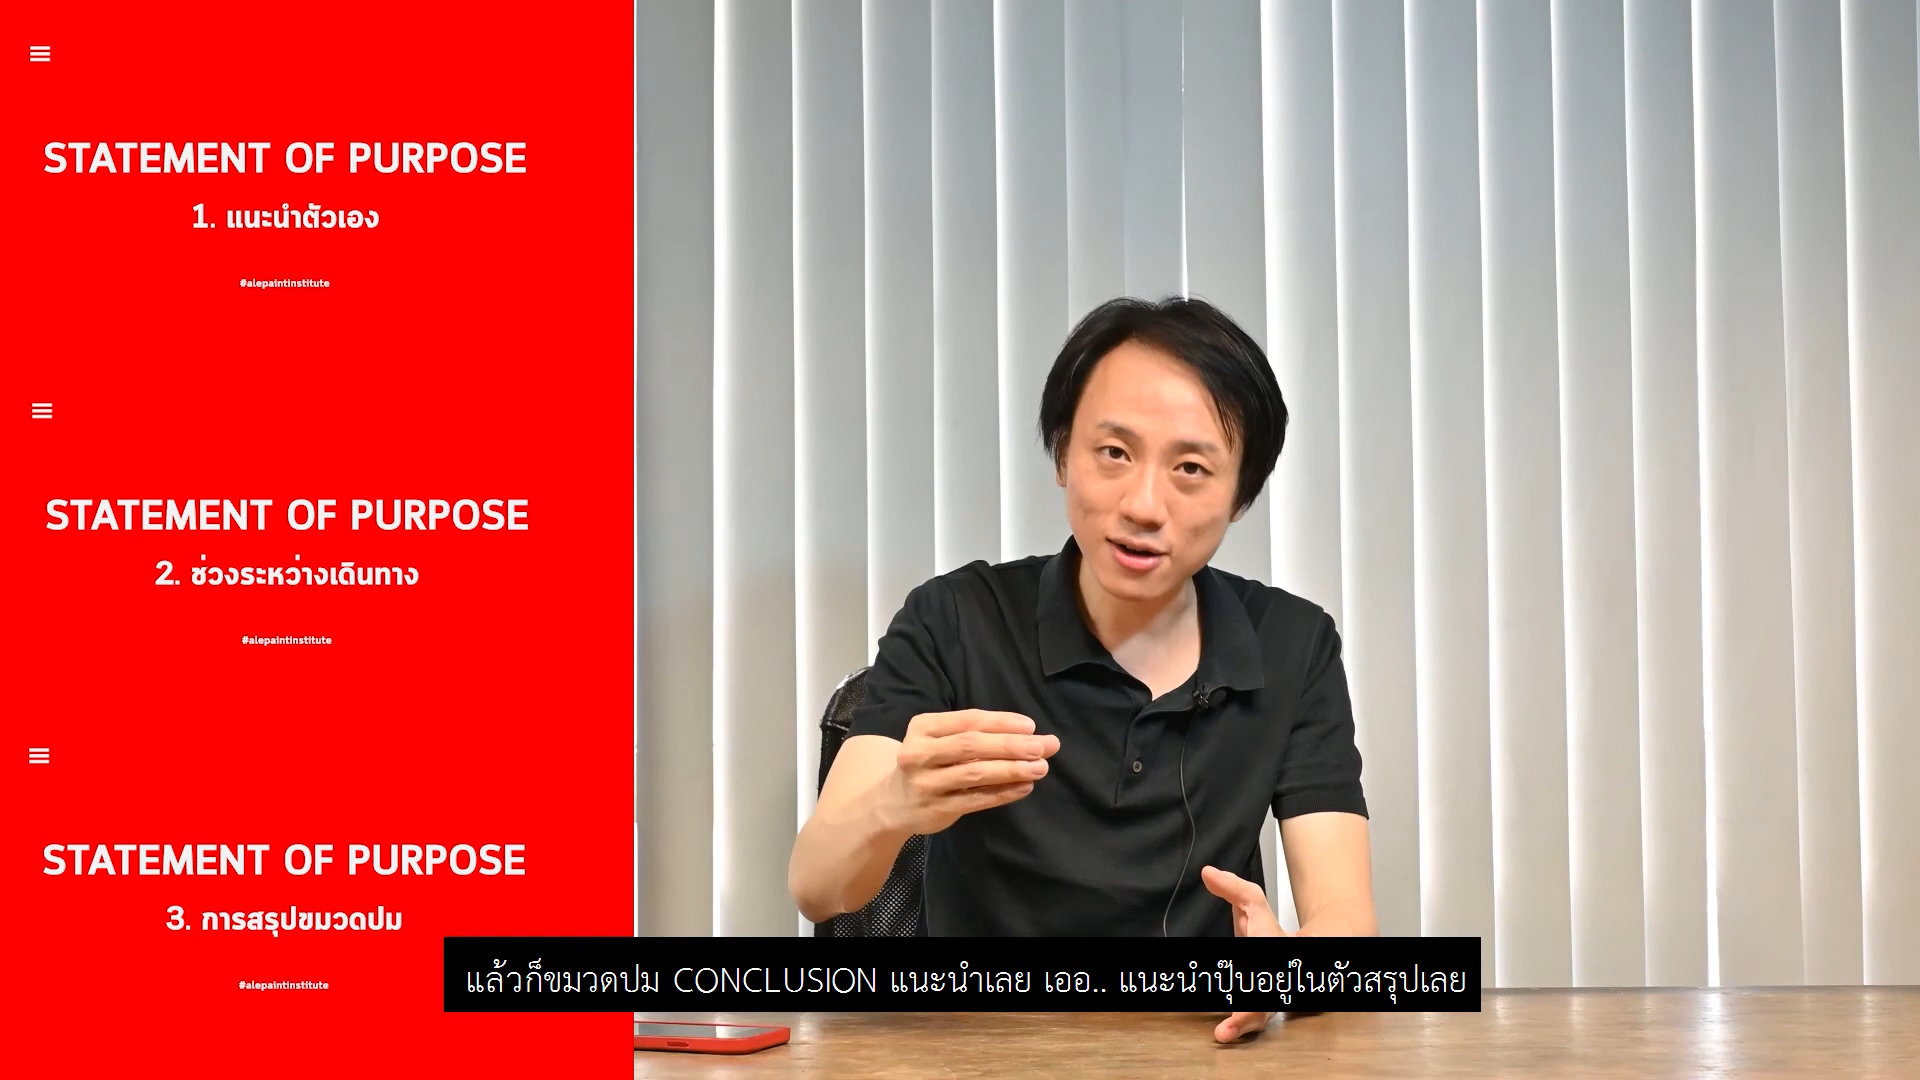 STATEMENT OF PURPOSE
1. แนะนำตัวเอง
#alepaintinstitute
STATEMENT OF PURPOSE
2. ช่วงระหว่างเดินทาง
#alepaintinstitute
STATEMENT OF PURPOSE
3. การสรุปขมวดปม
#alepaintinstitute
แล้วก็ขมวดปม CONCLUSION แนะนำเลย เออ.. แนะนำปุ๊บอยู่ในตัวสรุปเลย